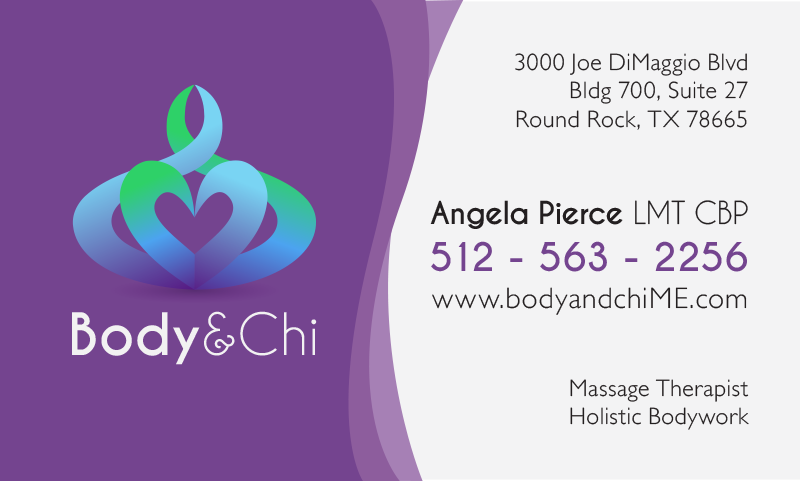 3000 Joe DiMaggio Blvd
Bldg 700, Suite 27
Round Rock, TX 78665
Angela Pierce LMT CBP
512 - 563 - 2256
www.bodyandchiME.com
Body&Chi
Massage Therapist
Holistic Bodywork